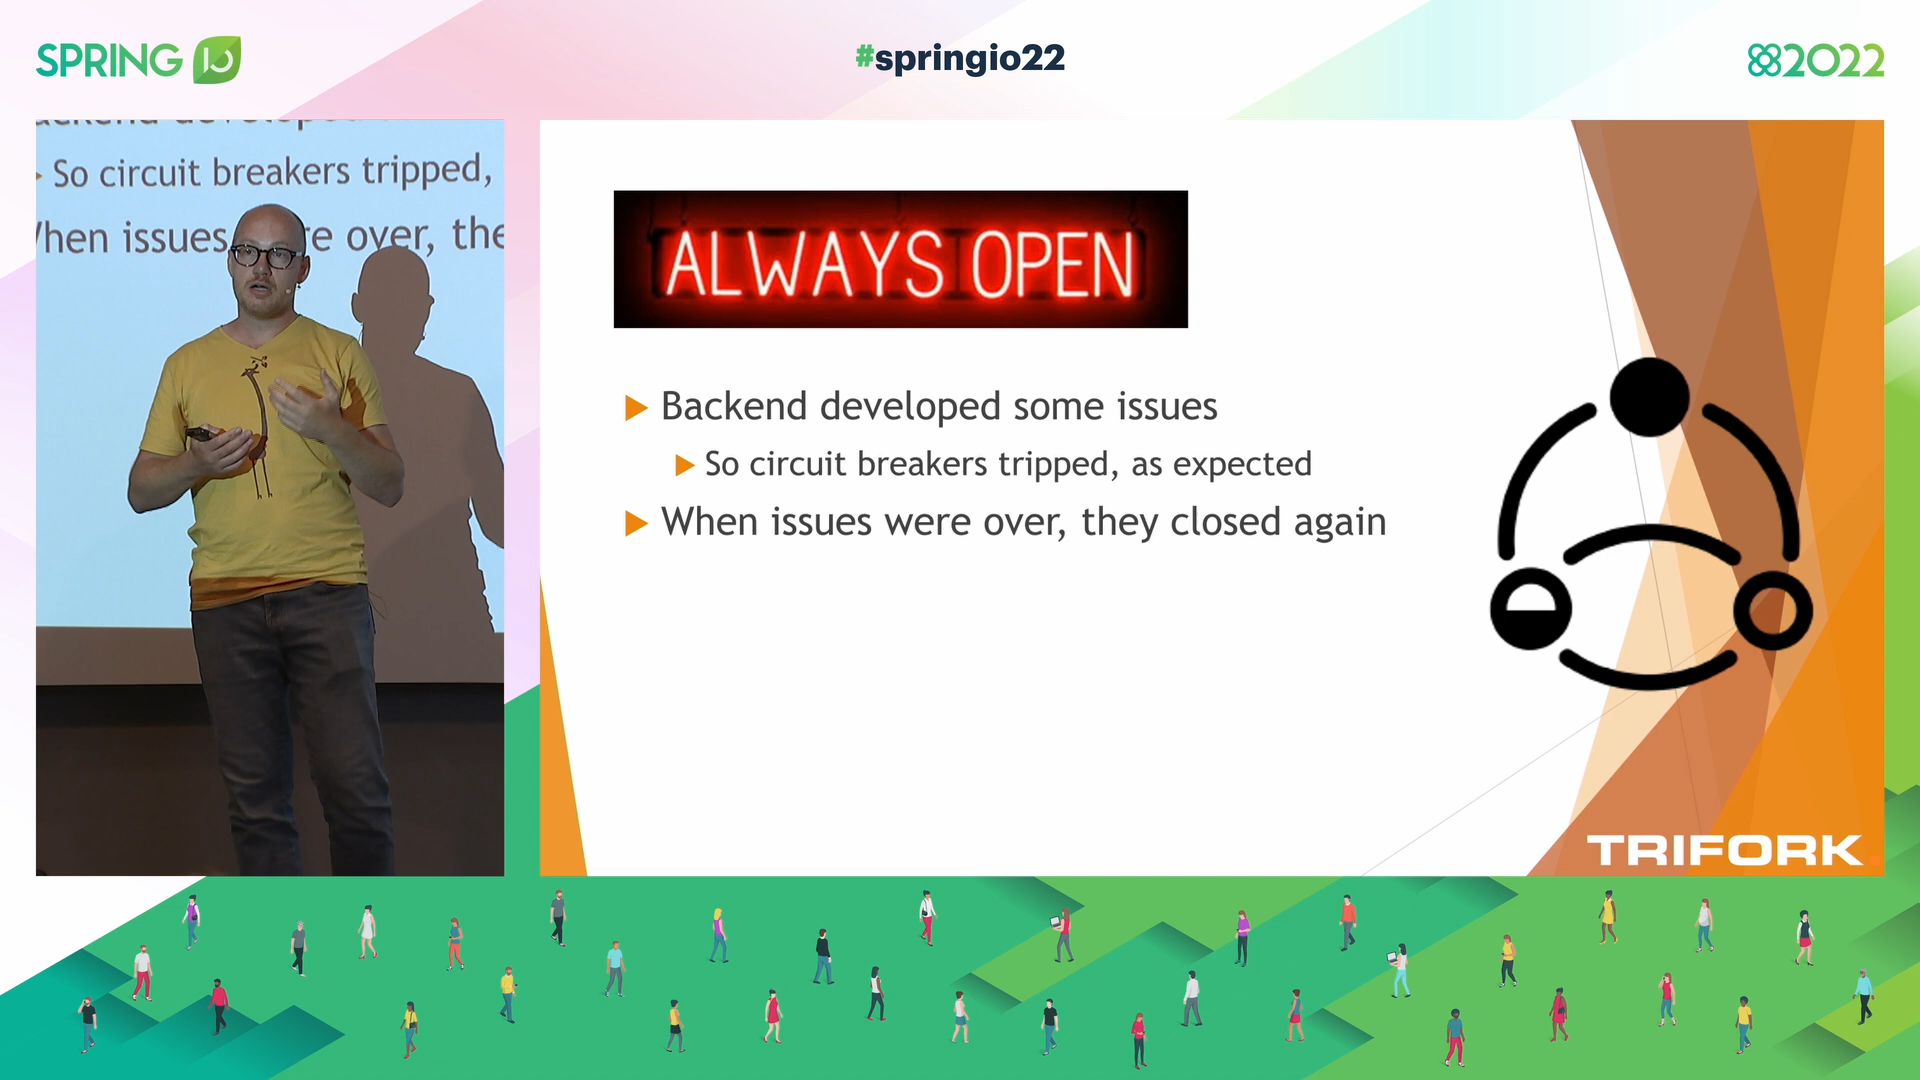 SPRING IO
#springio22
2022
So circuit breakers tripped,
hen issues re over, the
ALWAYS OPEN
Backend developed some issues
So circuit breakers tripped, as expected
When issues were over, they closed again
TRIFORK